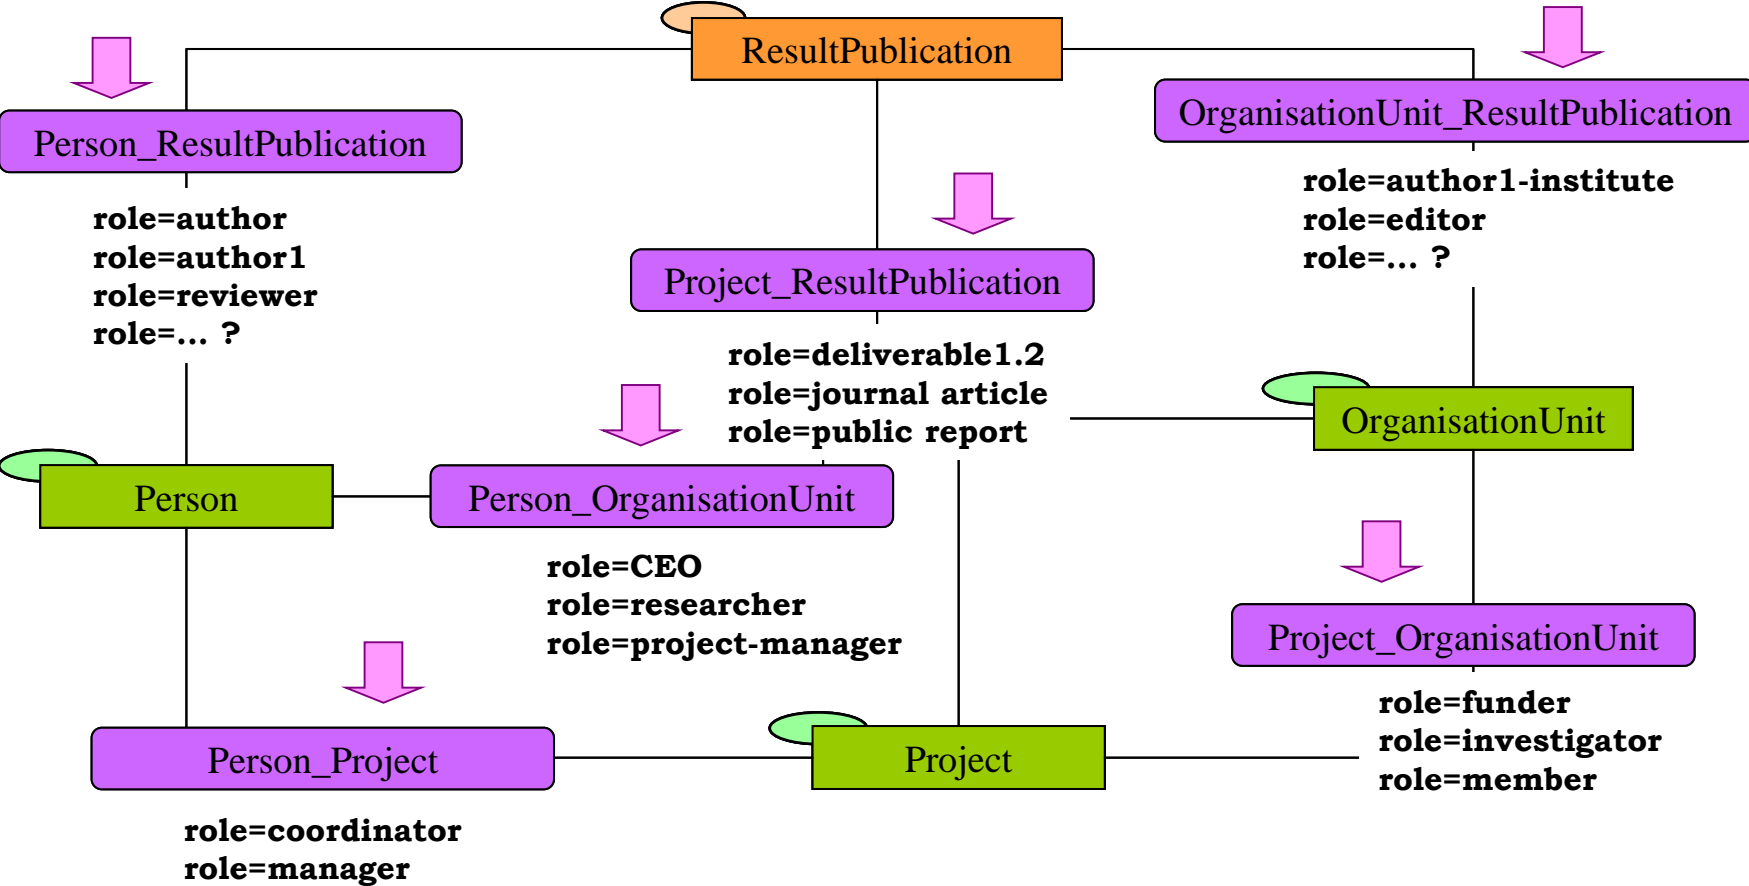 ResultPublication
Person_ResultPublication
OrganisationUnit_ResultPublication
role=author
role=author1
role=reviewer
role=... ?
role=author1-institute
role=editor
role=... ?
Project_ResultPublication
role=deliverable1.2
role=journal article
role=public report
OrganisationUnit
Person
Person_OrganisationUnit
role=CEO
role=researcher
role=project-manager
Project_OrganisationUnit
role=funder
role=investigator
role=member
Person_Project
Project
role=coordinator
role=manager